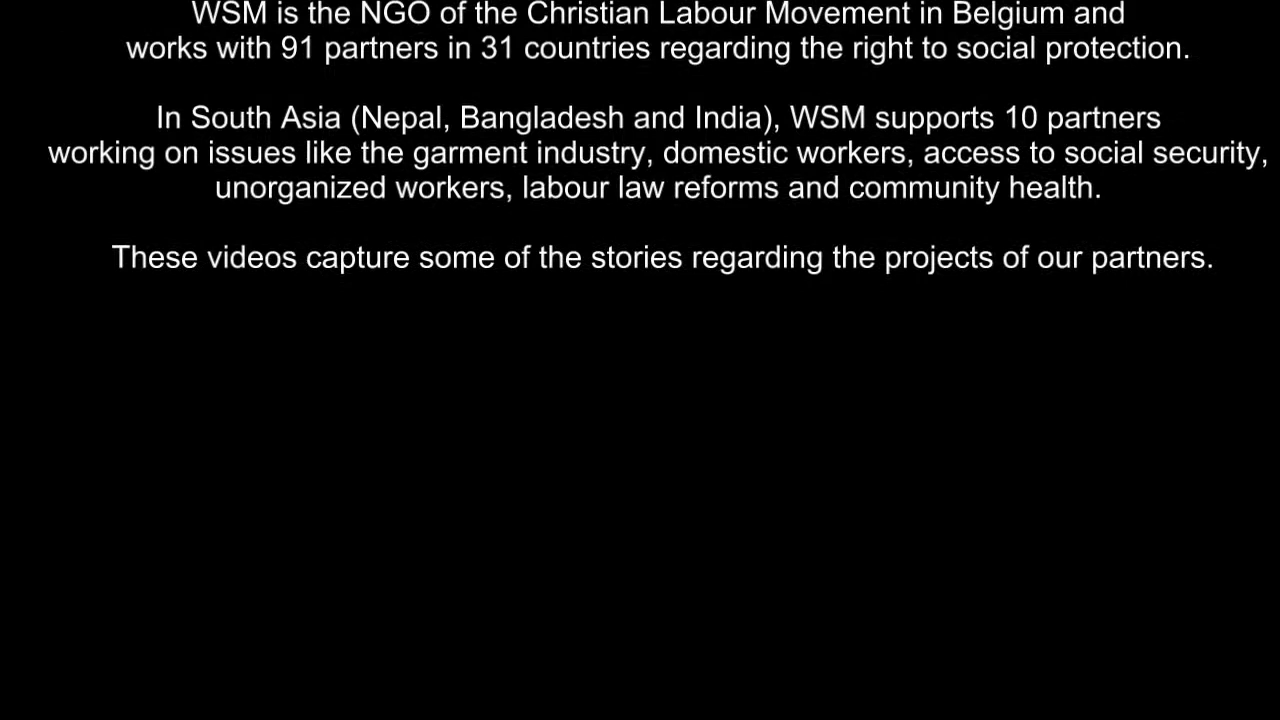 WSM is the NGO of the Christian Labour Movement in Belgium and
works with 91 partners in 31 countries regarding the right to social protection.
In South Asia (Nepal, Bangladesh and India), WSM supports 10 partners
working on issues like the garment industry, domestic workers, access to social security,
unorganized workers, labour law reforms and community health.
These videos capture some of the stories regarding the projects of our partners.